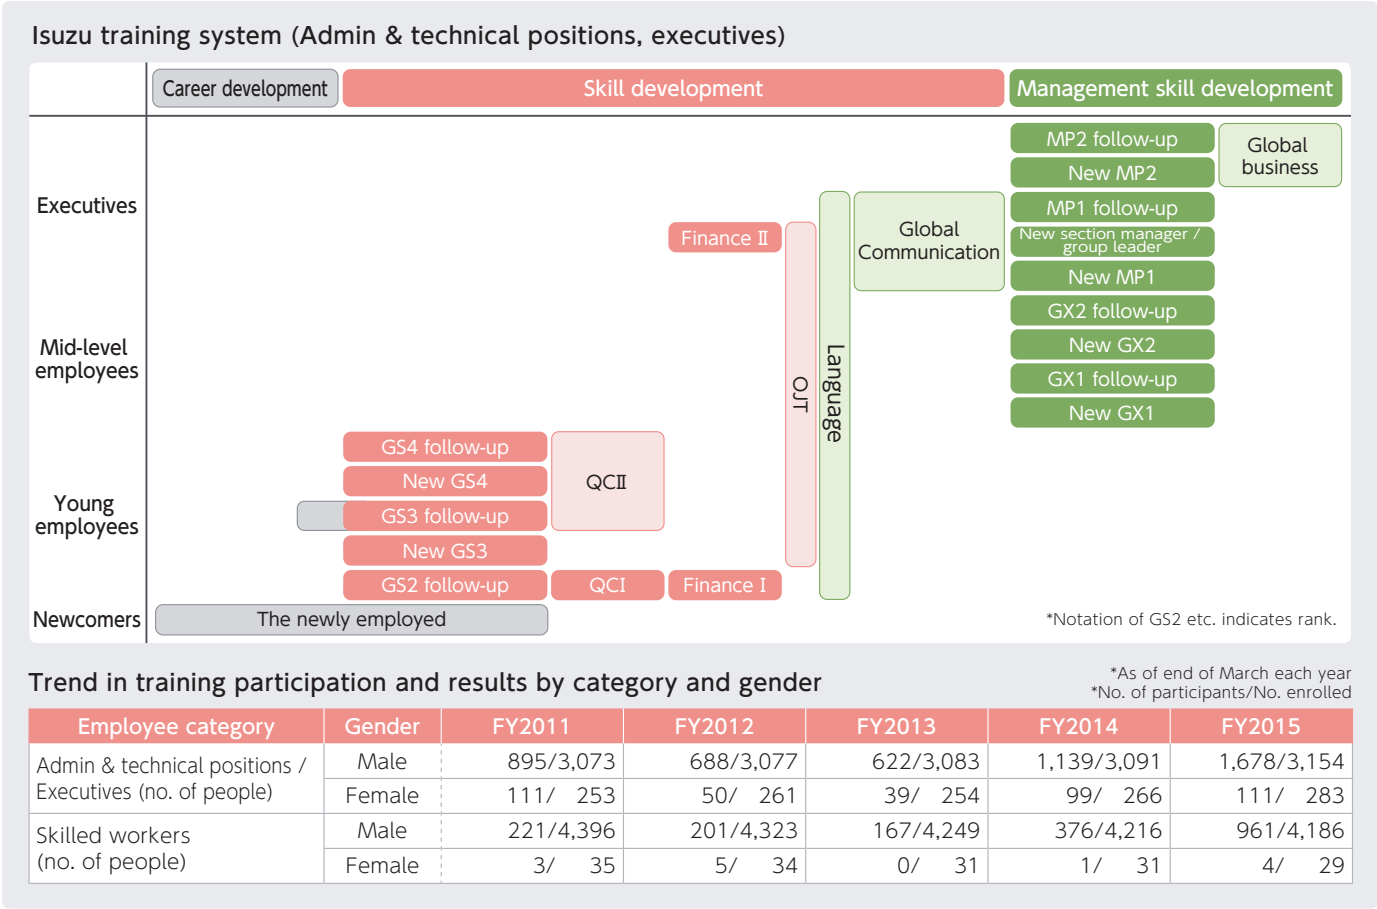 Isuzu training system (Admin & technical positions, executives)
Career development
Skill development
Management skill development
Executives
Mid-level
employees
Young
employees
Newcomers
MP2 follow-up
New MP2
MP1 follow-up
New section manager /
group leader
New MP1
GX2 follow-up
New GX2
GX1 follow-up
New GX1
Global
business
Global
Communication
Finance Ⅱ
OJT
Language
GS4 follow-up
New GS4
GS3 follow-up
New GS3
GS2 follow-up
QCⅡ
QCⅠ
Finance Ⅰ
The newly employed
*Notation of GS2 etc. indicates rank.
Trend in training participation and results by category and gender
*As of end of March each year
*No. of participants/No. enrolled
Employee category Gender FY2011 FY2012 FY2013 FY2014 FY2015
Admin & technical positions /
Executives (no. of people)
Male 895/3,073 688/3,077 622/3,083 1,139/3,091 1,678/3,154
Female 111/ 253 50/ 261 39/ 254 99/ 266 111/ 283
Skilled workers
(no. of people)
Male 221/4,396 201/4,323 167/4,249 376/4,216 961/4,186
Female 3/ 35 5/ 34 0/ 31 1/ 31 4/ 29